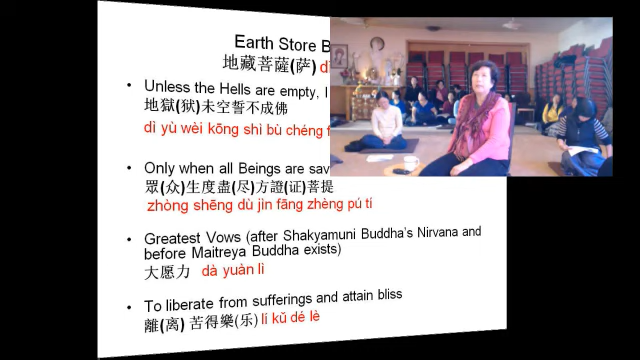 Earth Store B
地藏菩薩(萨) dì
• Unless the Hells are empty, I
地獄(狱)未空誓不成佛
dì yù wèi kōng shì bù chéng f
• Only when all Beings are sav
眾(众)生度盡(尽)方證(证)菩提
zhòng shēng dù jìn fāng zhèng pú tí
• Greatest Vows (after Shakyamuni Buddha's Nirvana and
before Maitreya Buddha exists)
大愿力 dà yuàn lì
• To liberate from sufferings and attain bliss
離(离) 苦得樂(乐) lí kǔ dé lè